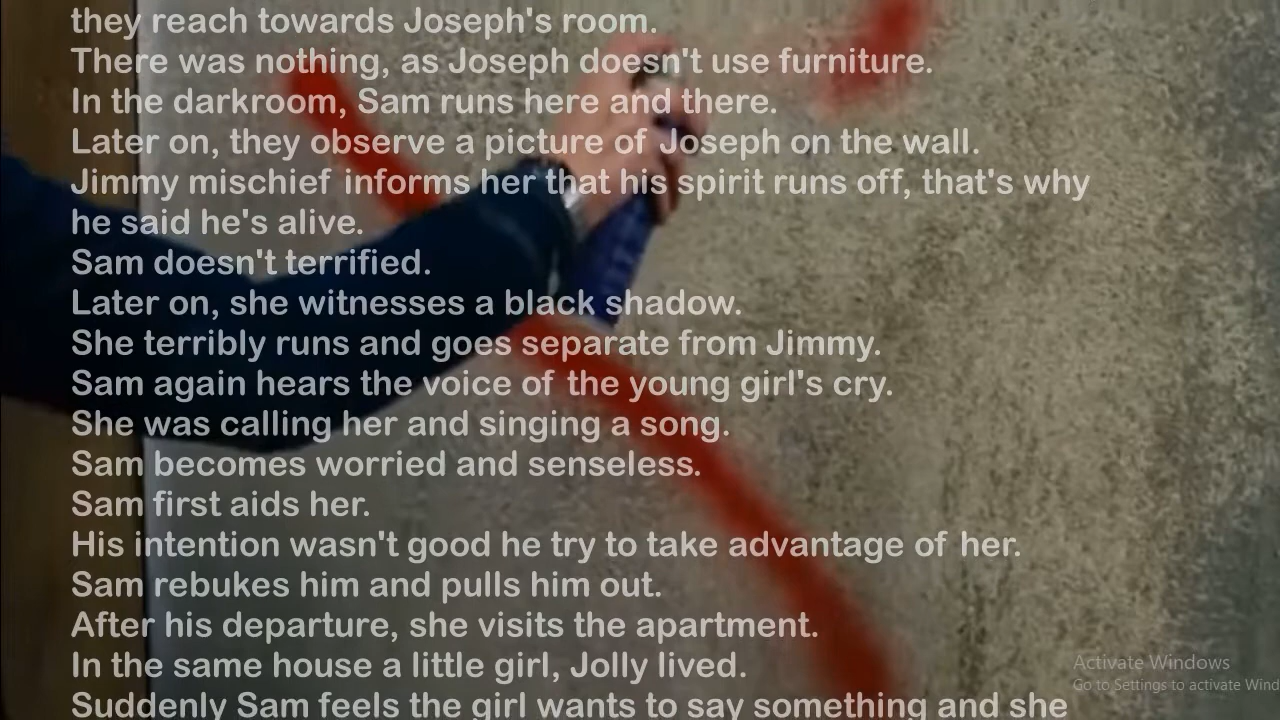 they reach towards Joseph's room.
There was nothing, as Joseph doesn't use furniture.
In the darkroom, Sam runs here and there.
Later on, they observe a picture of Joseph on the wall.
Jimmy mischief informs her that his spirit runs off, that's why
he said he's alive.
Sam doesn't terrified.
Later on, she witnesses a black shadow.
She terribly runs and goes separate from Jimmy.
Sam again hears the voice of the young girl's cry.
She was calling her and singing a song.
Sam becomes worried and senseless.
Sam first aids her.
His intention wasn't good he try to take advantage of her.
Sam rebukes him and pulls him out.
After his departure, she visits the apartment.
In the same house a little girl, Jolly lived.
Activate Windows
Go to Settings to activate Wind
Suddenly Sam feels the girl wants to say something and she